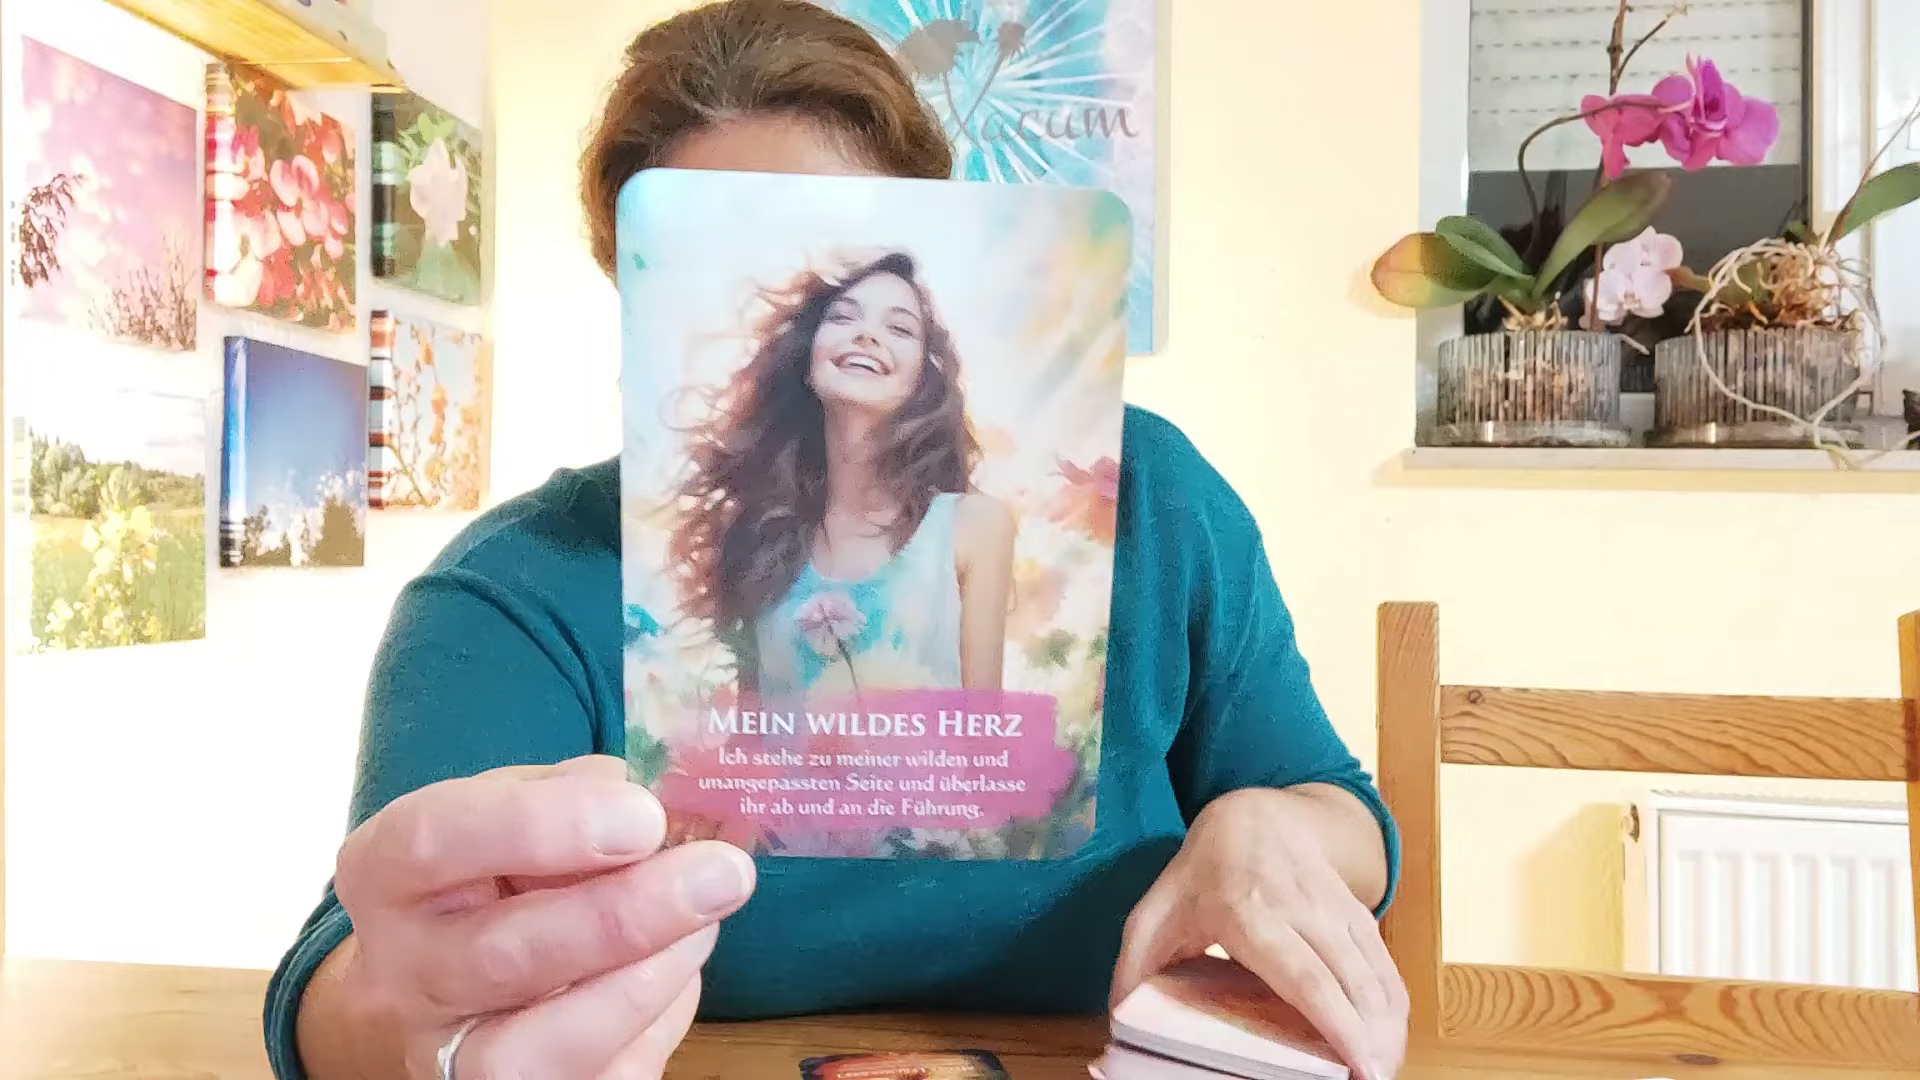 MEIN WILDES HERZ
Ich stehe zu meiner wilden und
unangepassten Seite und überlasse
ihr ab und an die Führung.